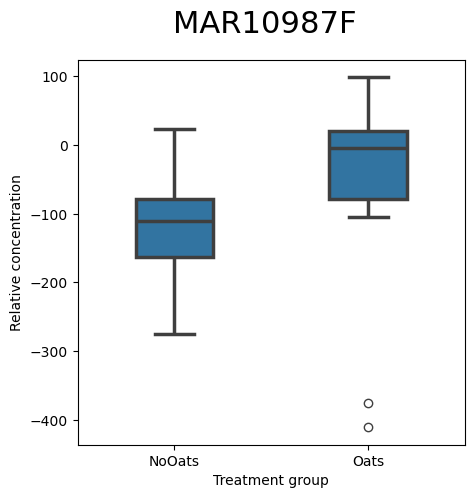 MAR10987F
Relative concentration
100
0
−100
−200
−300
−400
NoOats
Oats
Treatment group